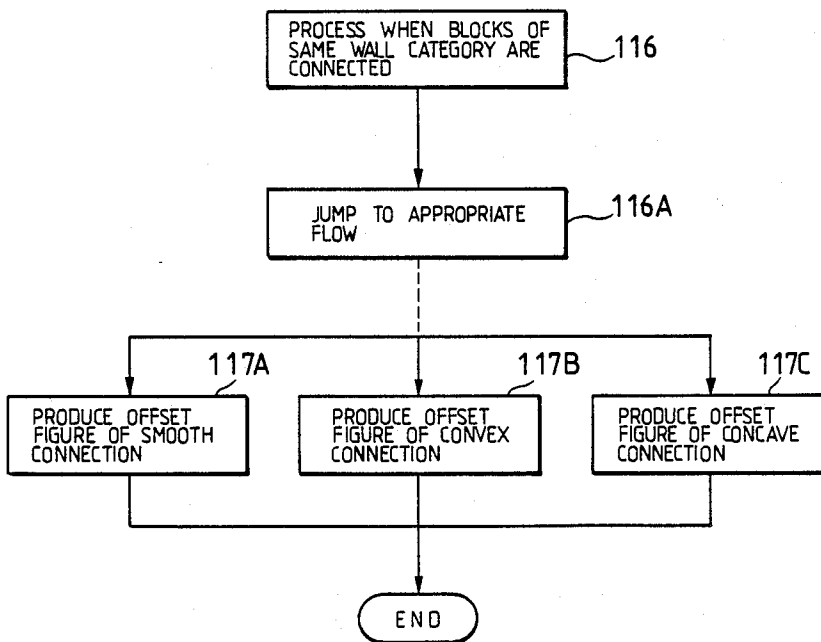 PROCESS WHEN BLOCKS OF
SAME WALL CATEGORY ARE
CONNECTED
116
JUMP TO APPROPRIATE
FLOW
116A
117A
PRODUCE OFFSET
FIGURE OF SMOOTH
CONNECTION
117B
PRODUCE OFFSET
FIGURE OF CONVEX
CONNECTION
117C
PRODUCE OFFSET
FIGURE OF CONCAVE
CONNECTION
END